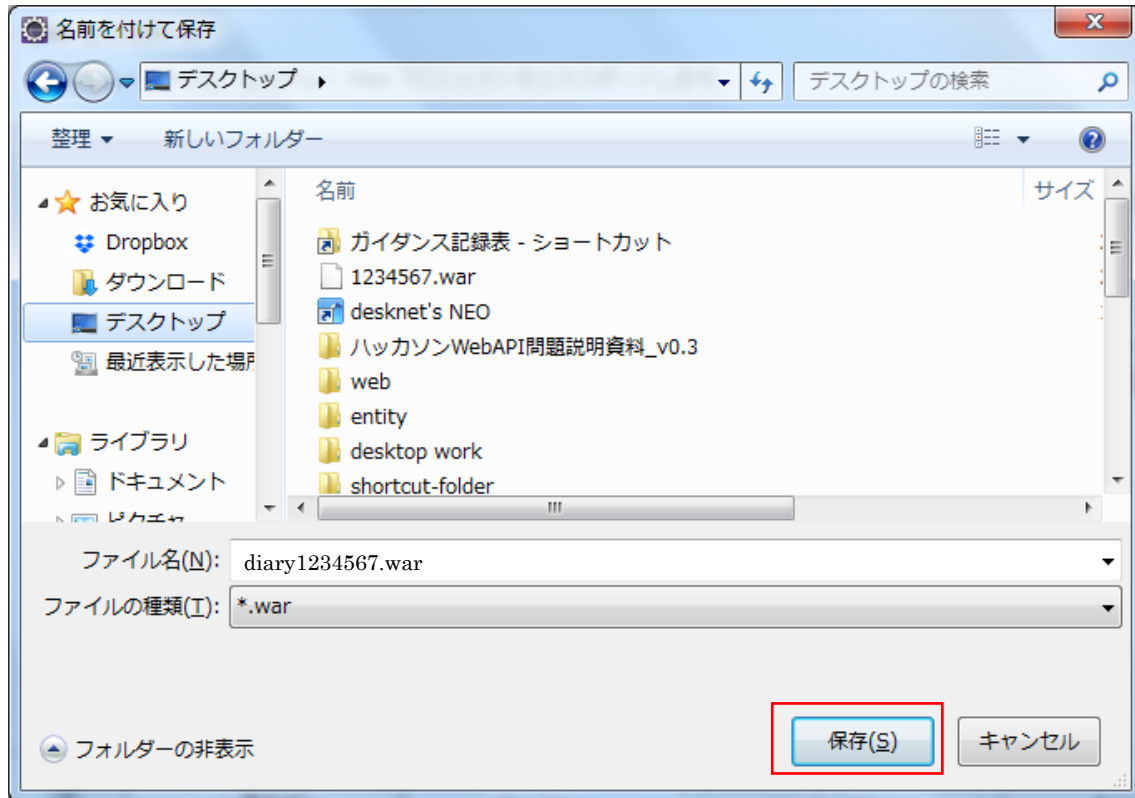 名前を付けて保存
デスクトップ
デスクトップの検索
整理
新しいフォルダー
お気に入り
Dropbox
ダウンロード
デスクトップ
最近表示した場所
ライブラリ
ドキュメント
ピクチャ
名前
サイズ
ガイダンス記録表 - ショートカット
1234567.war
desknet's NEO
ハッカソンWebAPI問題説明資料_v0.3
web
entity
desktop work
shortcut-folder
ファイル名(N): diary1234567.war
ファイルの種類(T): *.war
フォルダーの非表示
保存(S)
キャンセル